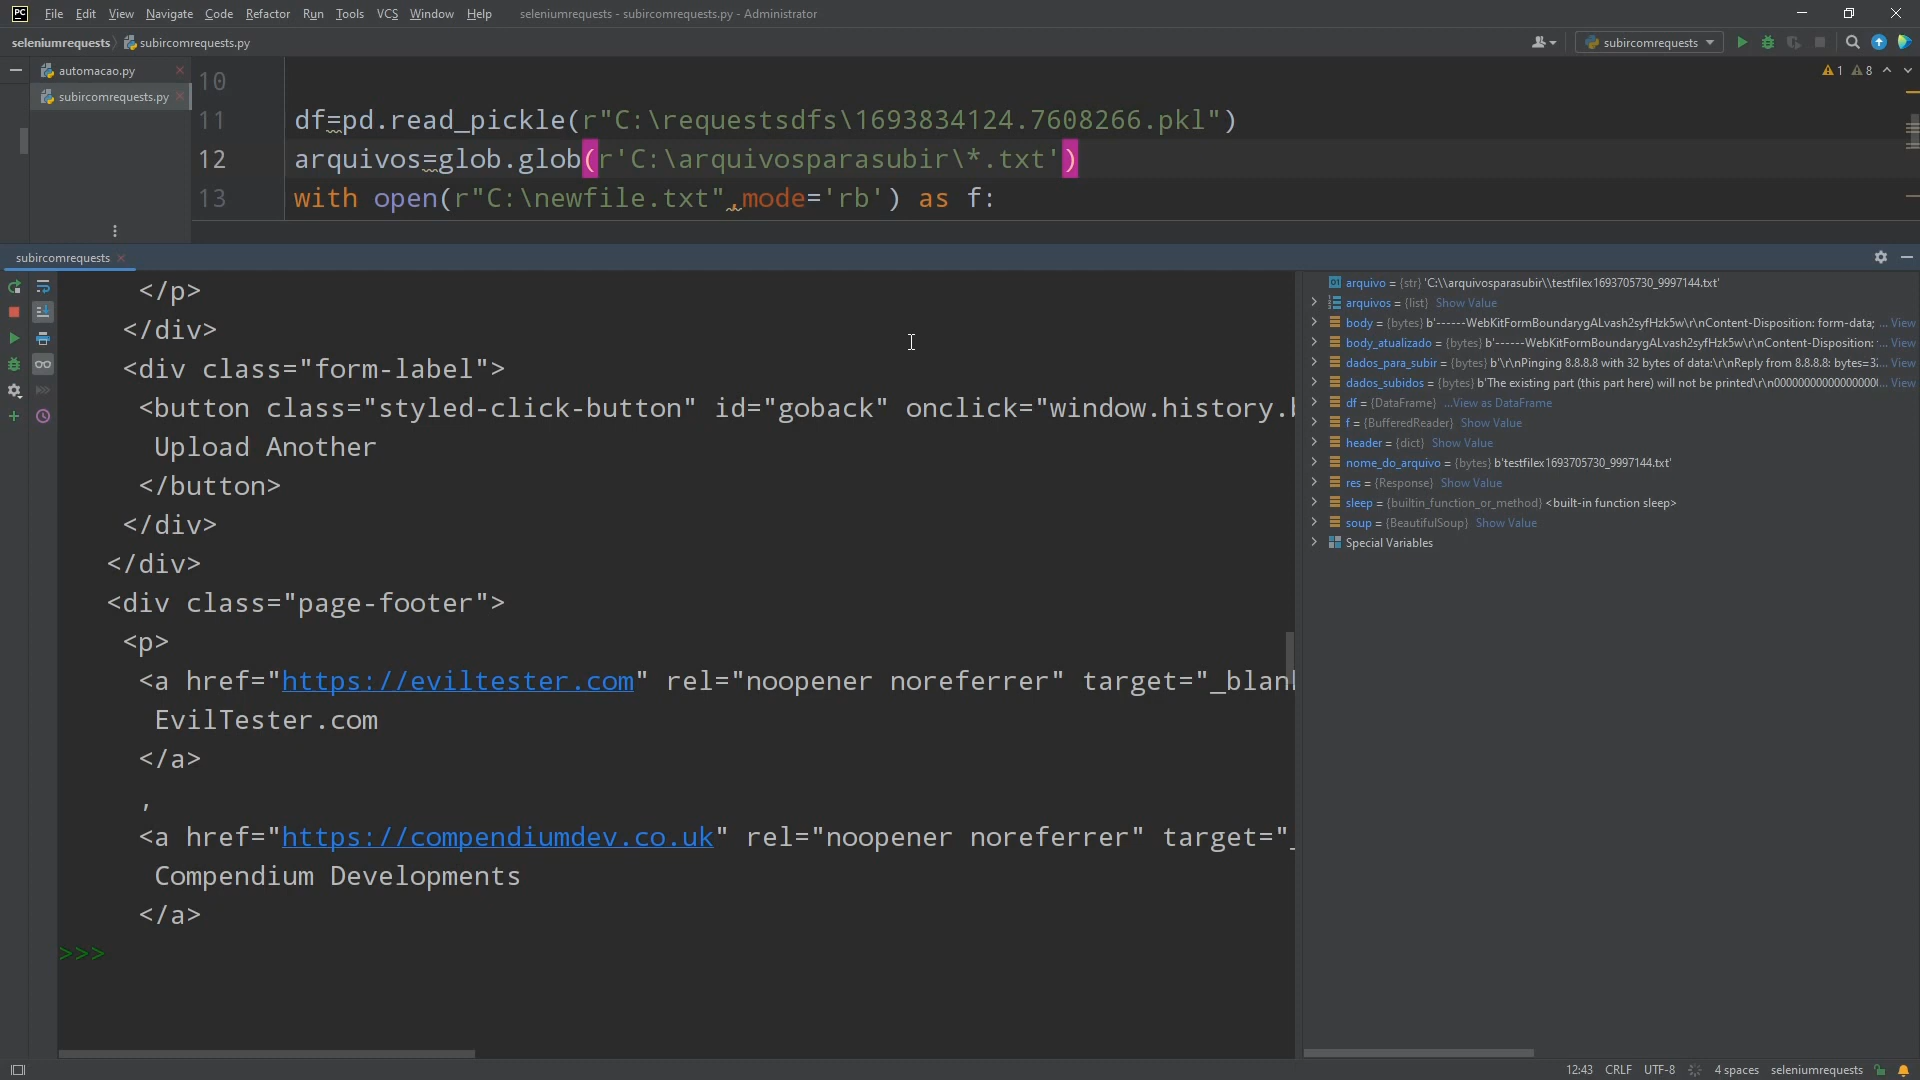 PC File Edit View Navigate Code Refactor Run Tools VCS Window Help seleniumrequests - subircomrequests.py - Administrator
seleniumrequests subircomrequests.py subircomrequests
automacao.py
subircomrequests.py
1 8
10
11 df=pd.read_pickle(r"C:\requestsdfs\1693834124.7608266.pkl")
12 arquivos=glob.glob(r'C:\arquivosparasubir\*.txt')
13 with open(r"C:\newfile.txt",mode='rb') as f:
subircomrequests
</p>
</div>
<div class="form-label">
<button class="styled-click-button" id="goback" onclick="window.history.b
Upload Another
</button>
</div>
</div>
<div class="page-footer">
<p>
<a href="https://eviltester.com" rel="noopener noreferrer" target="_blank
EvilTester.com
</a>
,
<a href="https://compendiumdev.co.uk" rel="noopener noreferrer" target="_
Compendium Developments
</a>
>>>
arquivo = {str} 'C:\\arquivosparasubir\\testfilex1693705730_9997144.txt'
arquivos = {list} Show Value
body = {bytes} b'------WebKitFormBoundarygALvash2syfHzk5w\r\nContent-Disposition: form-data; ... View
body_atualizado = {bytes} b'------WebKitFormBoundarygALvash2syfHzk5w\r\nContent-Disposition: ... View
dados_para_subir = {bytes} b'\r\nPinging 8.8.8.8 with 32 bytes of data:\r\nReply from 8.8.8.8: bytes=3... View
dados_subidos = {bytes} b'The existing part (this part here) will not be printed\r\n00000000000000000... View
df = {DataFrame} ...View as DataFrame
f = {BufferedReader} Show Value
header = {dict} Show Value
nome_do_arquivo = {bytes} b'testfilex1693705730_9997144.txt'
res = {Response} Show Value
sleep = {builtin_function_or_method} <built-in function sleep>
soup = {BeautifulSoup} Show Value
Special Variables
12:43 CRLF UTF-8 4 spaces seleniumrequests